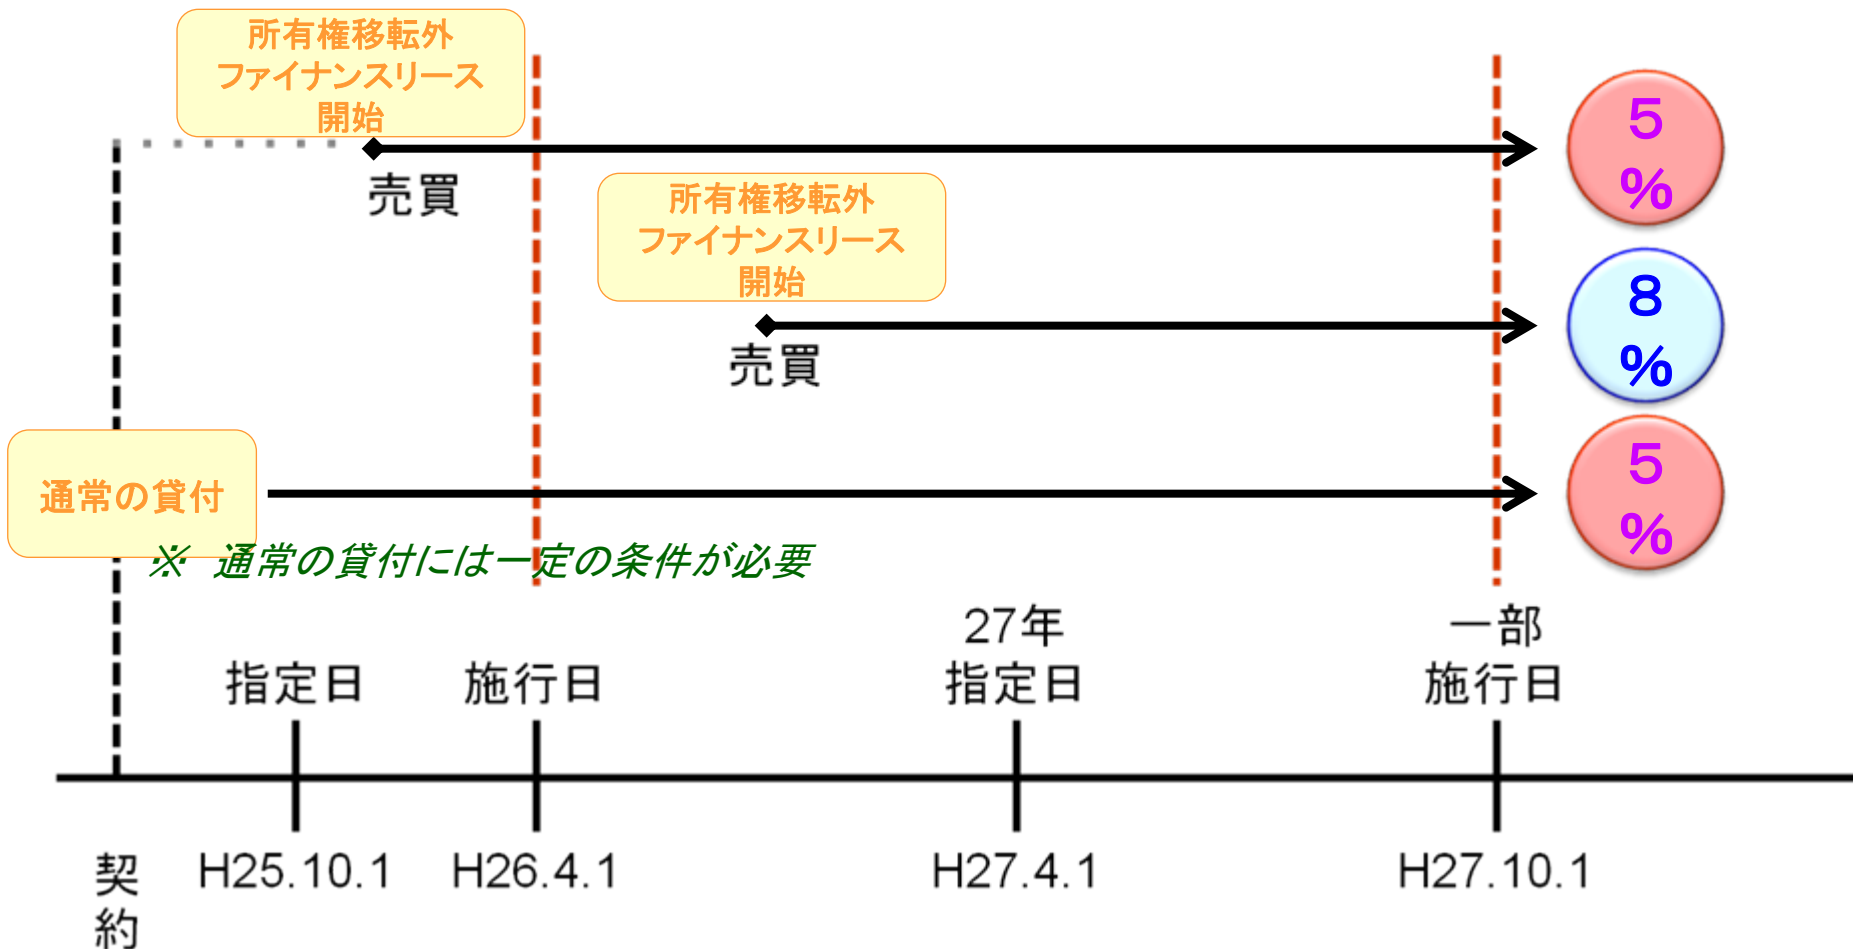 所有権移転外
ファイナンスリース
開始
売買
5
%
所有権移転外
ファイナンスリース
開始
売買
8
%
通常の貸付
5
%
※ 通常の貸付には一定の条件が必要
指定日
施行日
27年
指定日
一部
施行日
契
約
H25.10.1
H26.4.1
H27.4.1
H27.10.1